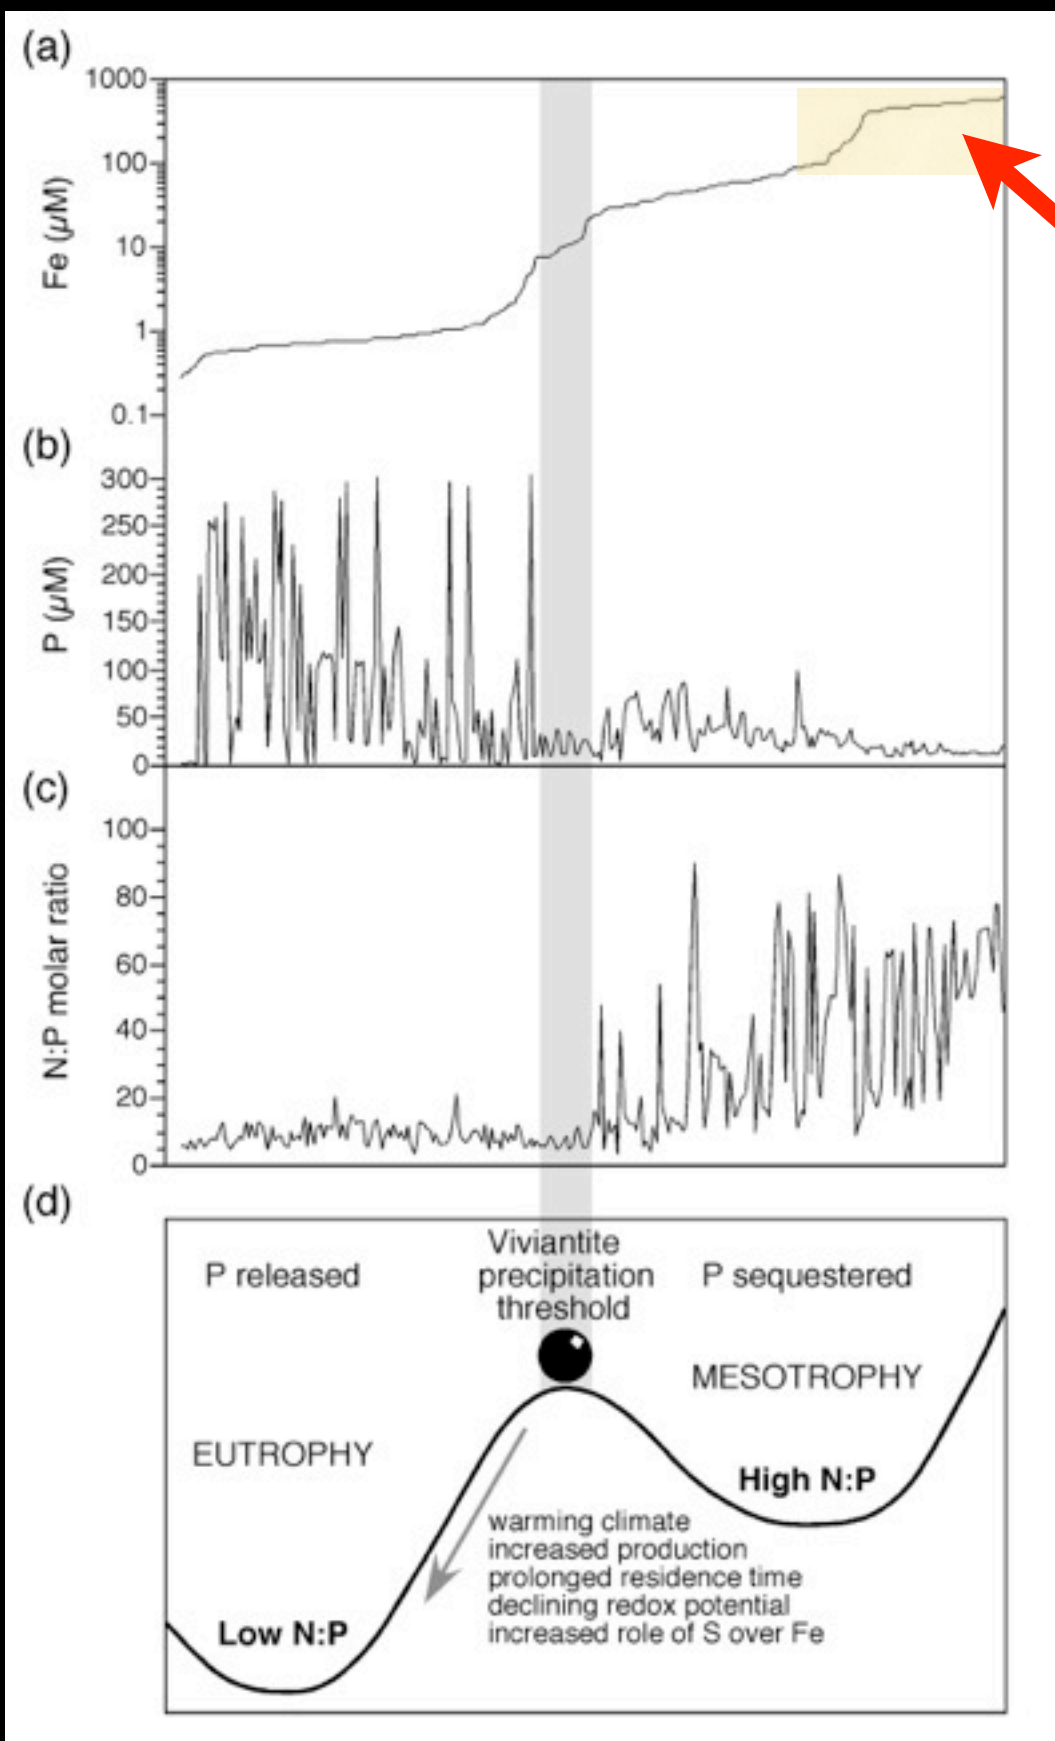 (a)
1000
100
10
1
0.1
Fe (µM)
(b)
300
250
200
150
100
50
0
P (µM)
(c)
100
80
60
40
20
0
N:P molar ratio
(d)
P released
Viviantite
precipitation
threshold
P sequestered
MESOTROPHY
EUTROPHY
High N:P
warming climate
increased production
prolonged residence time
declining redox potential
increased role of S over Fe
Low N:P